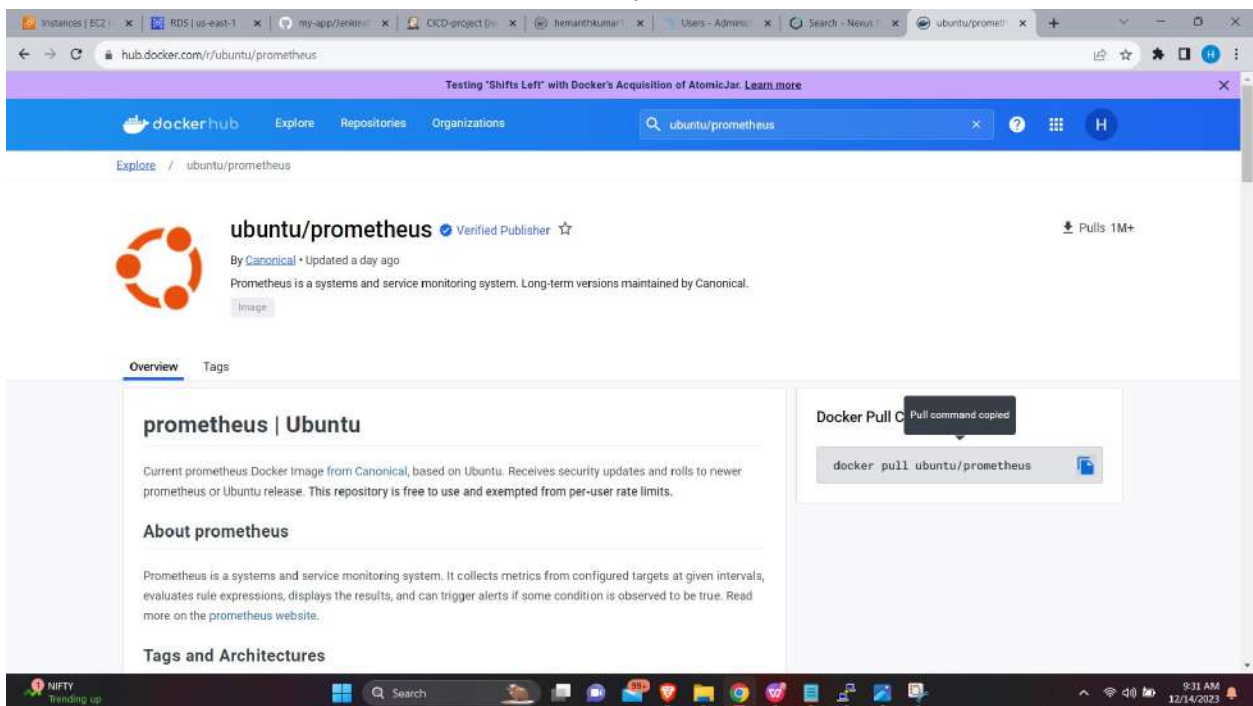 Instances | EC2 RDS | us-east-1 my-app/Jenkins CICD-project hemanthkumar Users - Admin Search - Nexus ubuntu/prometh
hub.docker.com/r/ubuntu/prometheus
Testing "Shifts Left" with Docker's Acquisition of AtomicJar. Learn more
dockerhub Explore Repositories Organizations ubuntu/prometheus H
Explore / ubuntu/prometheus
ubuntu/prometheus Verified Publisher
Pulls 1M+
By Canonical • Updated a day ago
Prometheus is a systems and service monitoring system. Long-term versions maintained by Canonical.
Image
Overview Tags
prometheus | Ubuntu
Current prometheus Docker Image from Canonical, based on Ubuntu. Receives security updates and rolls to newer
prometheus or Ubuntu release. This repository is free to use and exempted from per-user rate limits.
About prometheus
Prometheus is a systems and service monitoring system. It collects metrics from configured targets at given intervals,
evaluates rule expressions, displays the results, and can trigger alerts if some condition is observed to be true. Read
more on the prometheus website.
Tags and Architectures
Docker Pull C
Pull command copied
docker pull ubuntu/prometheus
NIFTY
Trending up
Search
99+
9:31 AM
12/14/2023